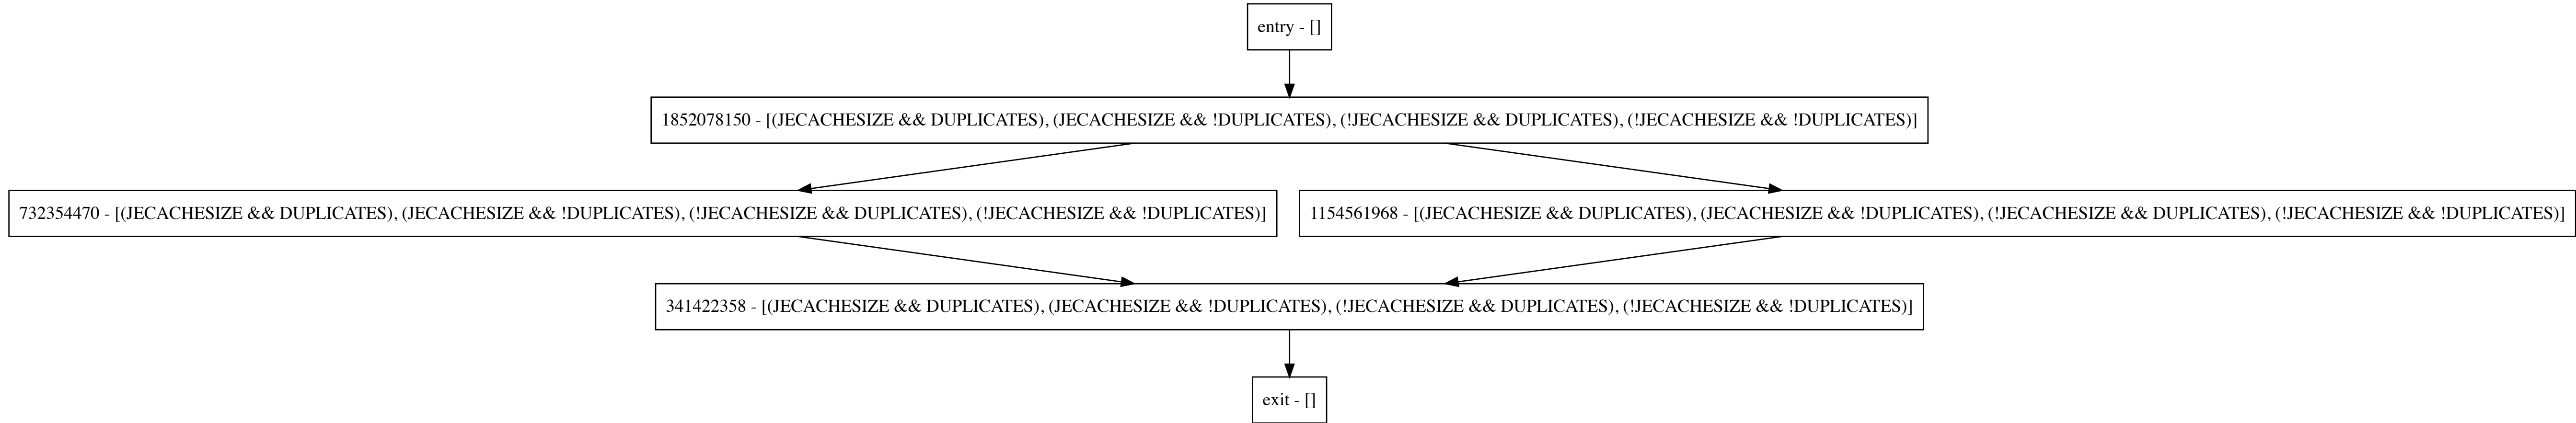 entry - []
1852078150 - [(JECACHESIZE && DUPLICATES), (JECACHESIZE && !DUPLICATES), (!JECACHESIZE && DUPLICATES), (!JECACHESIZE && !DUPLICATES)]
732354470 - [(JECACHESIZE && DUPLICATES), (JECACHESIZE && !DUPLICATES), (!JECACHESIZE && DUPLICATES), (!JECACHESIZE && !DUPLICATES)]
1154561968 - [(JECACHESIZE && DUPLICATES), (JECACHESIZE && !DUPLICATES), (!JECACHESIZE && DUPLICATES), (!JECACHESIZE && !DUPLICATES)]
341422358 - [(JECACHESIZE && DUPLICATES), (JECACHESIZE && !DUPLICATES), (!JECACHESIZE && DUPLICATES), (!JECACHESIZE && !DUPLICATES)]
exit - []